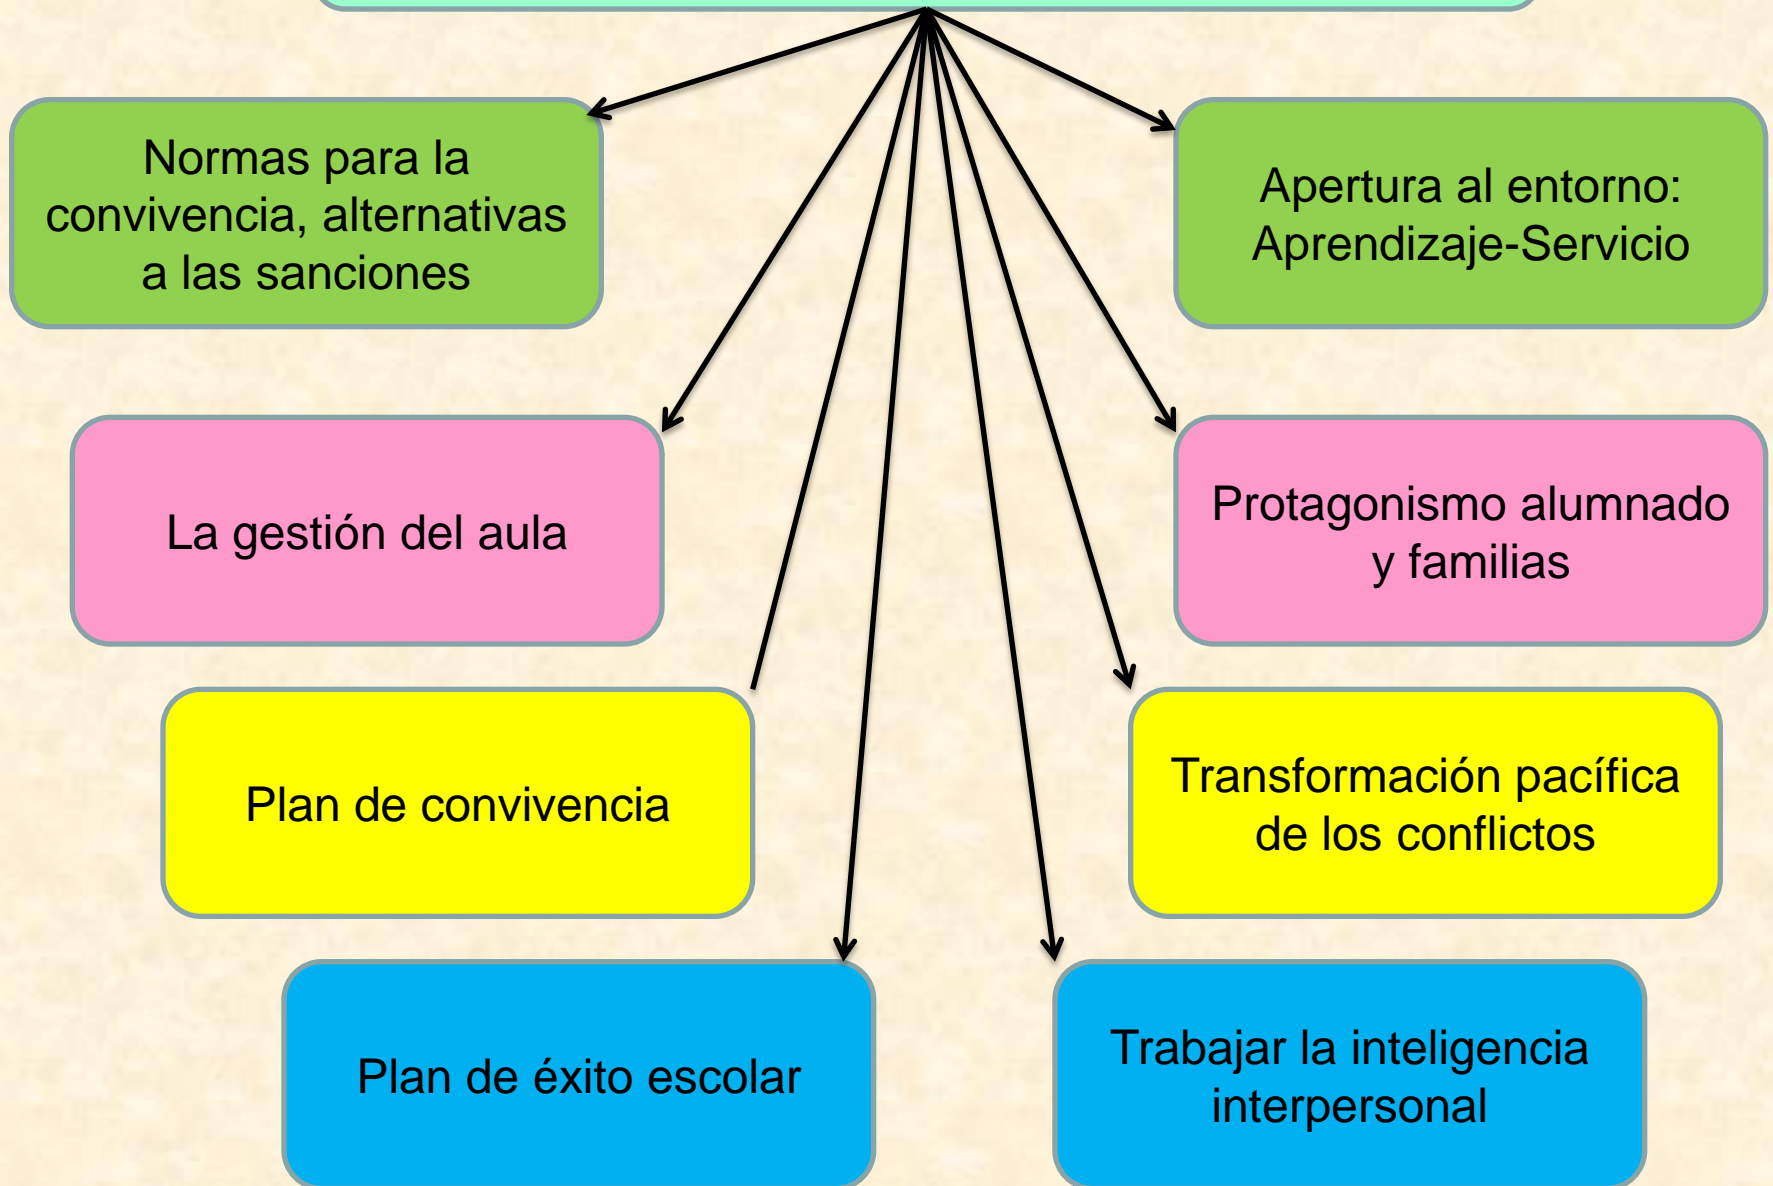 Normas para la
convivencia, alternativas
a las sanciones
Apertura al entorno:
Aprendizaje-Servicio
La gestión del aula
Protagonismo alumnado
y familias
Plan de convivencia
Transformación pacífica
de los conflictos
Plan de éxito escolar
Trabajar la inteligencia
interpersonal